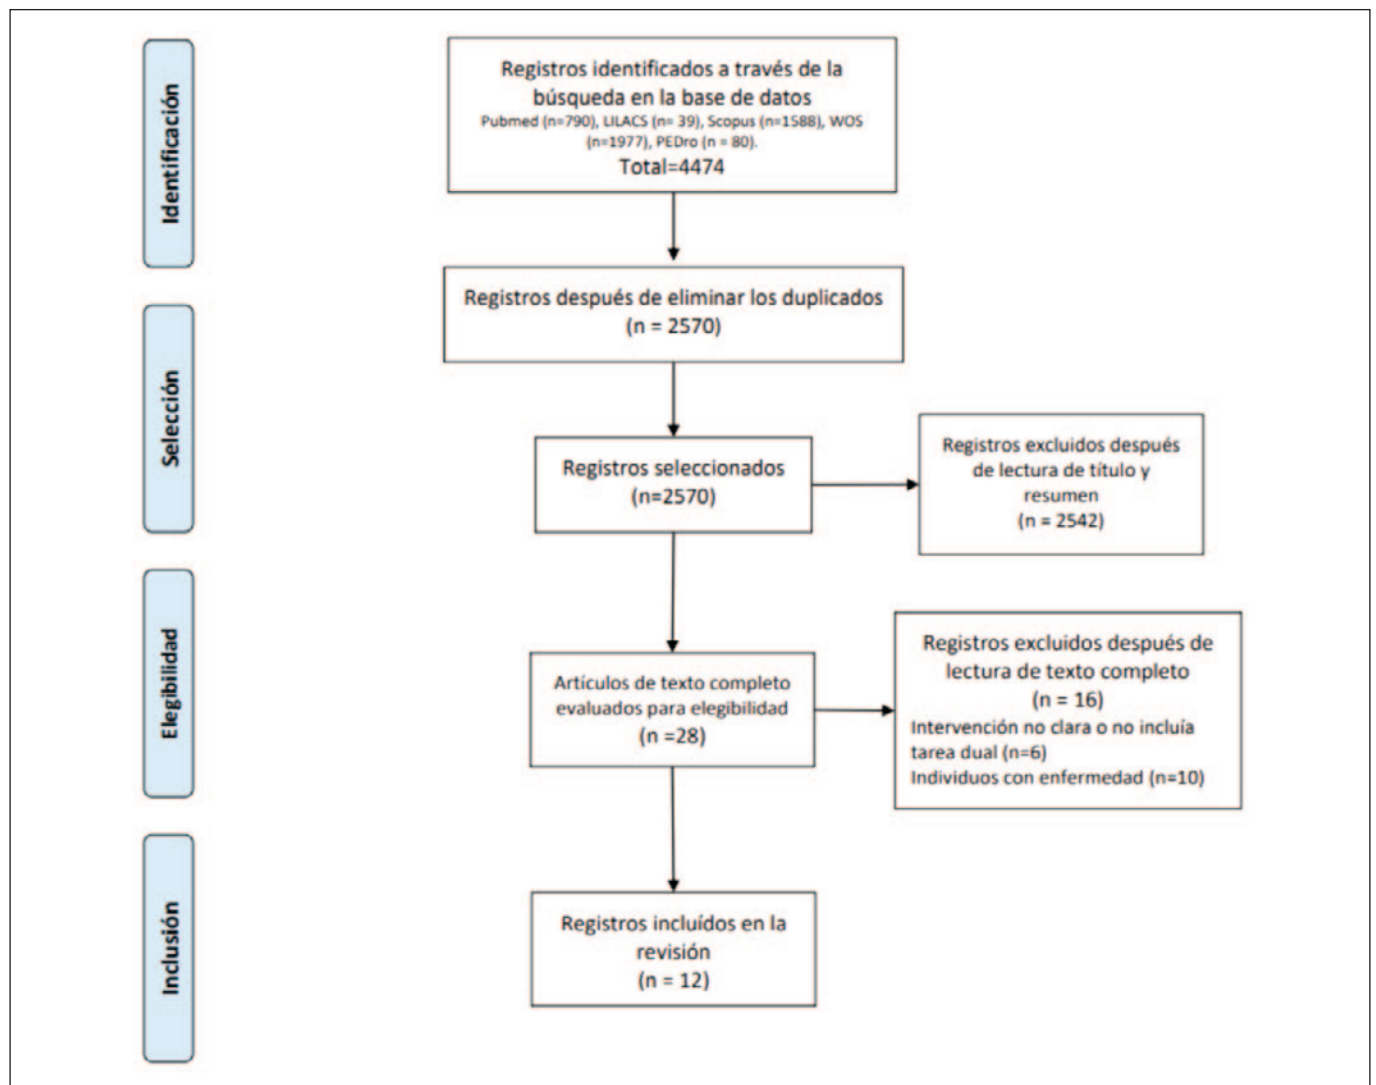 Identificación
Registros identificados a través de la
búsqueda en la base de datos
Pubmed (n=790), LILACS (n= 39), Scopus (n=1588), WOS
(n=1977), PEDro (n = 80).
Total=4474
Registros después de eliminar los duplicados
(n = 2570)
Selección
Registros seleccionados
(n=2570)
Registros excluidos después
de lectura de título y
resumen
(n = 2542)
Elegibilidad
Artículos de texto completo
evaluados para elegibilidad
(n =28)
Registros excluidos después de
lectura de texto completo
(n = 16)
Intervención no clara o no incluía
tarea dual (n=6)
Individuos con enfermedad (n=10)
Inclusión
Registros incluídos en la
revisión
(n = 12)